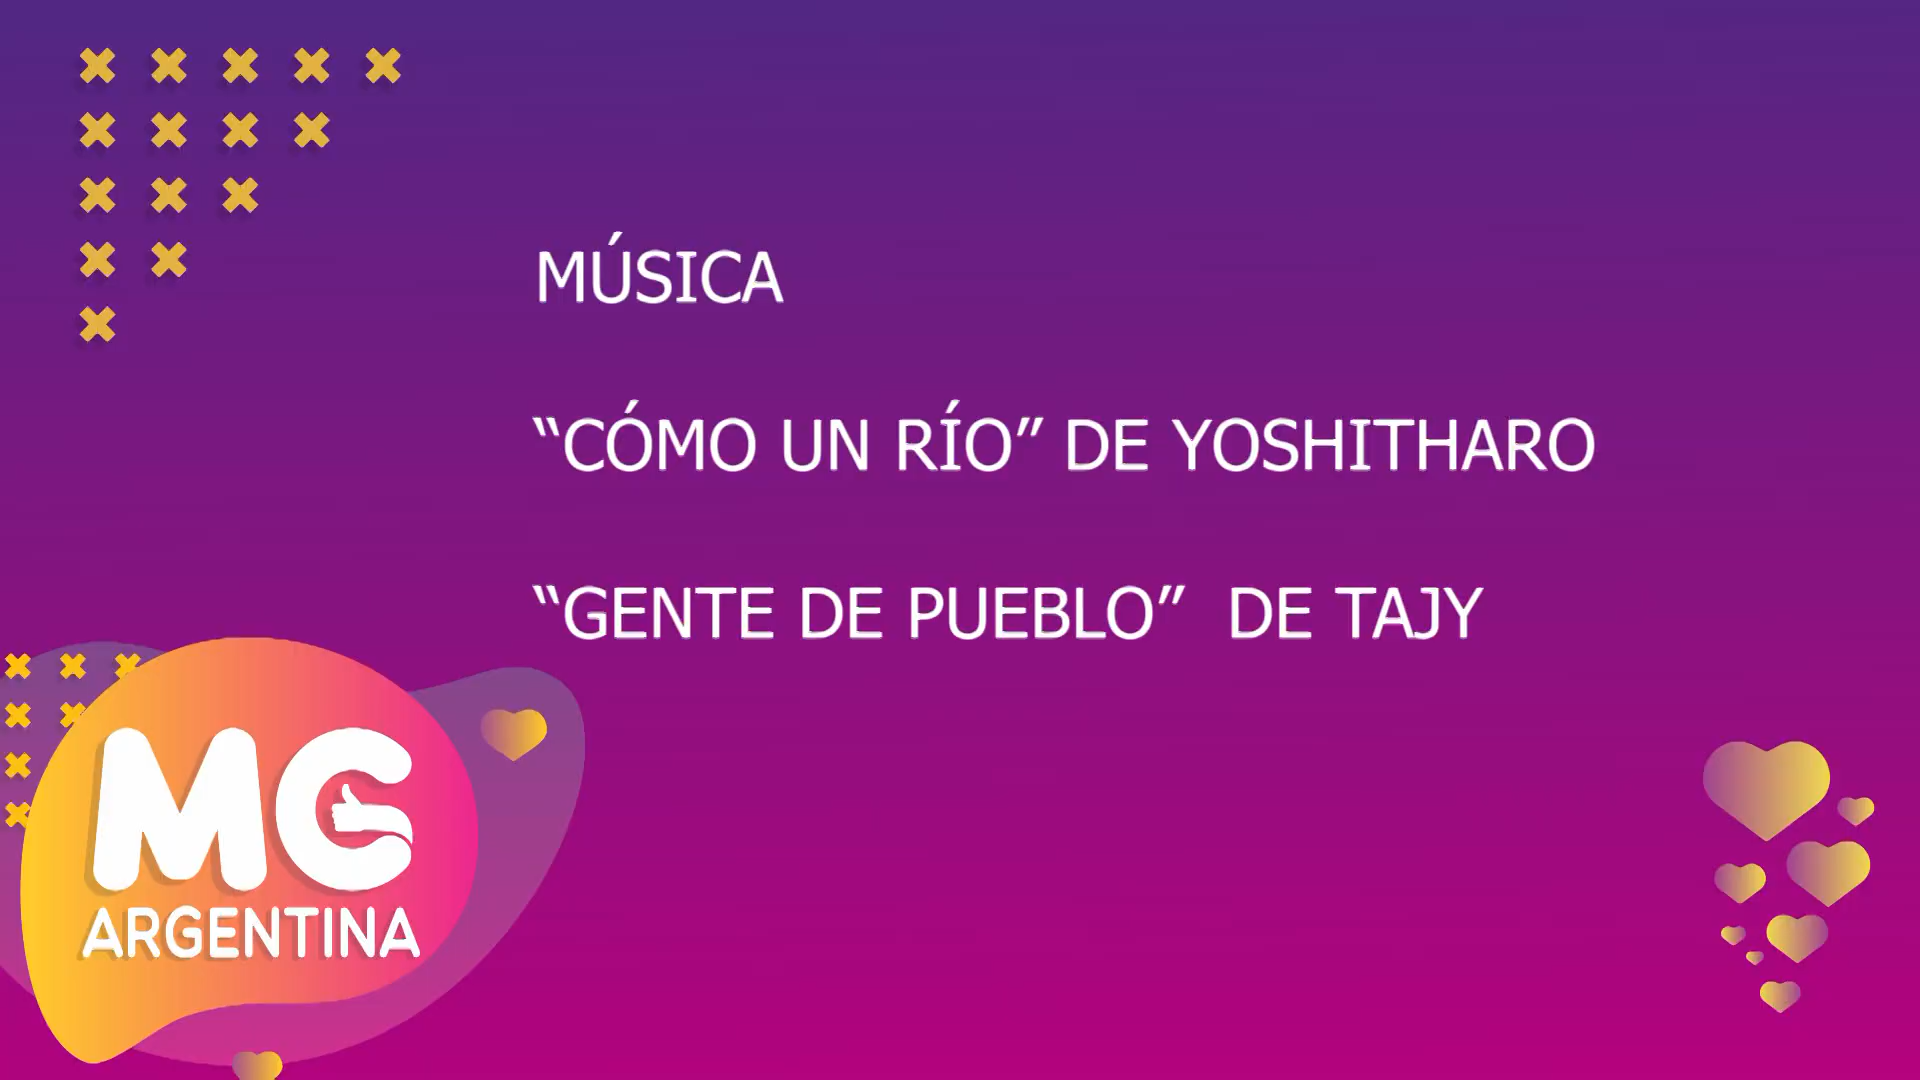 MÚSICA
“CÓMO UN RÍO” DE YOSHITHARO
“GENTE DE PUEBLO”  DE TAJY
MG
ARGENTINA